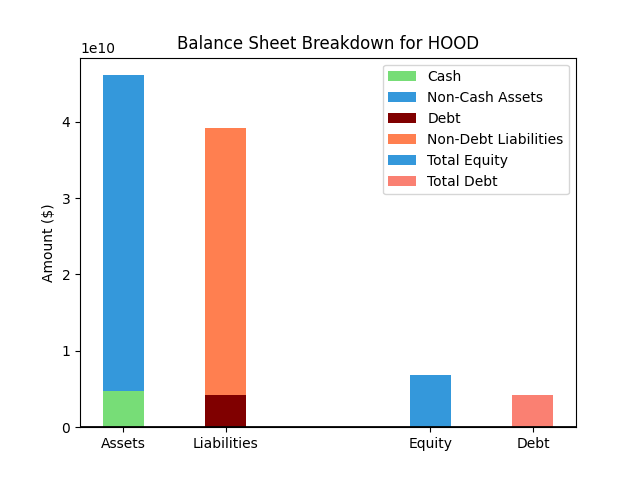 Balance Sheet Breakdown for HOOD
1e10
Cash
Non-Cash Assets
Debt
Non-Debt Liabilities
Total Equity
Total Debt
Amount ($)
4
3
2
1
0
Assets Liabilities Equity Debt